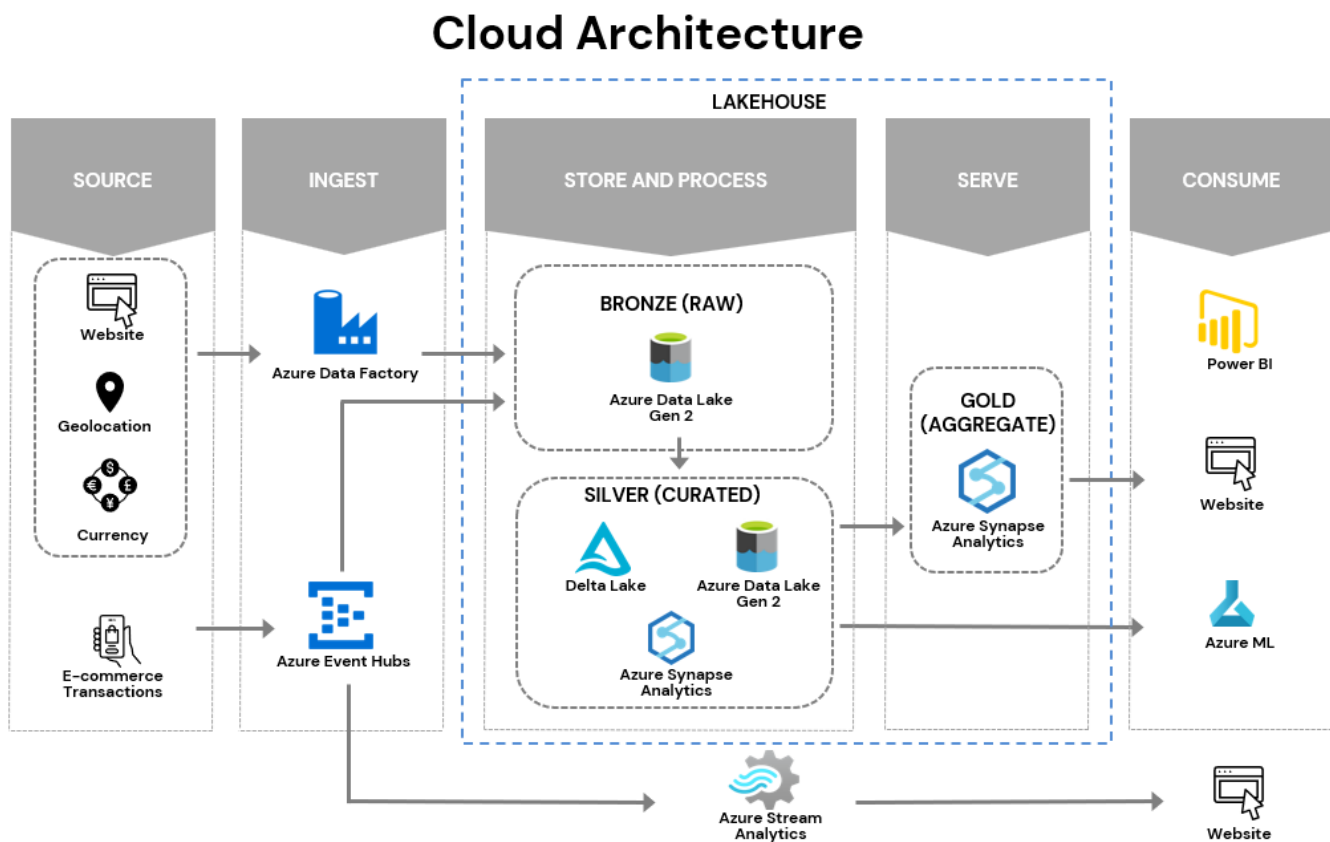 Cloud Architecture
LAKEHOUSE
SOURCE
INGEST
STORE AND PROCESS
SERVE
CONSUME
Website
Geolocation
$
€
£
¥
Currency
E-commerce
Transactions
Azure Data Factory
Azure Event Hubs
BRONZE (RAW)
Azure Data Lake
Gen 2
SILVER (CURATED)
Delta Lake
Azure Data Lake
Gen 2
Azure Synapse
Analytics
GOLD
(AGGREGATE)
Azure Synapse
Analytics
Power BI
Website
Azure ML
Azure Stream
Analytics
Website